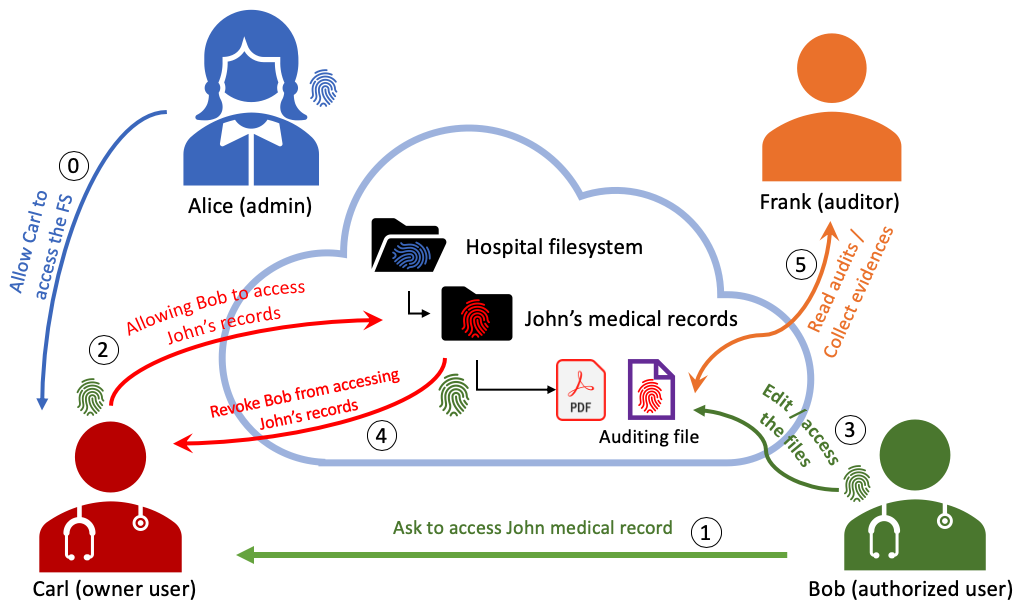 Alice (admin)
Frank (auditor)
0
Allow Carl to
access the FS
Hospital filesystem
John's medical records
5
Read audits /
Collect evidences
2
Allowing Bob to access
John's records
Revoke Bob from accessing
John's records
4
PDF
Auditing file
Edit / access
the files
3
Ask to access John medical record
1
Carl (owner user)
Bob (authorized user)